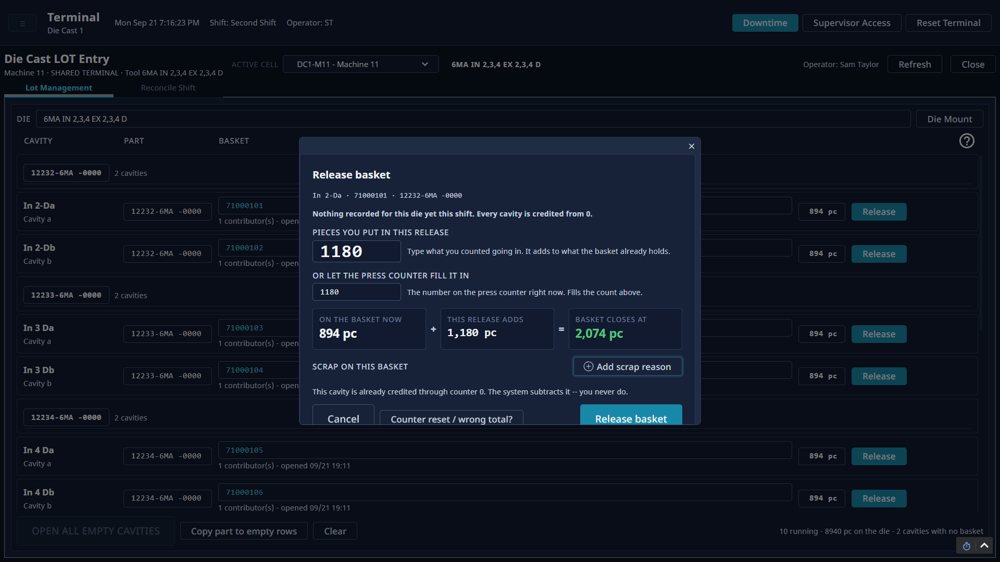 Terminal
Die Cast 1
Mon Sep 21 7:16:23 PM
Shift: Second Shift
Operator: ST
Downtime
Supervisor Access
Reset Terminal
Die Cast LOT Entry
Machine 11 · SHARED TERMINAL · Tool 6MA IN 2,3,4 EX 2,3,4 D
ACTIVE CELL
DC1-M11 - Machine 11
6MA IN 2,3,4 EX 2,3,4 D
Operator: Sam Taylor
Refresh
Close
Lot Management
Reconcile Shift
DIE
6MA IN 2,3,4 EX 2,3,4 D
Die Mount
CAVITY
PART
BASKET
12232-6MA -0000
2 cavities
In 2-Da
Cavity a
12232-6MA -0000
71000101
1 contributor(s) - open
894 pc
Release
In 2-Db
Cavity b
12232-6MA -0000
71000102
1 contributor(s) - open
894 pc
Release
12233-6MA -0000
2 cavities
In 3 Da
Cavity a
12233-6MA -0000
71000103
1 contributor(s) - open
894 pc
Release
In 3 Db
Cavity b
12233-6MA -0000
71000104
1 contributor(s) - open
894 pc
Release
12234-6MA -0000
2 cavities
In 4 Da
Cavity a
12234-6MA -0000
71000105
1 contributor(s) - opened 09/21 19:11
894 pc
Release
In 4 Db
Cavity b
12234-6MA -0000
71000106
1 contributor(s) - opened 09/21 19:11
894 pc
Release
OPEN ALL EMPTY CAVITIES
Copy part to empty rows
Clear
10 running - 8940 pc on the die - 2 cavities with no basket
Release basket
In 2-Da · 71000101 · 12232-6MA -0000
Nothing recorded for this die yet this shift. Every cavity is credited from 0.
PIECES YOU PUT IN THIS RELEASE
1180
Type what you counted going in. It adds to what the basket already holds.
OR LET THE PRESS COUNTER FILL IT IN
1180
The number on the press counter right now. Fills the count above.
ON THE BASKET NOW
894 pc
+
THIS RELEASE ADDS
1,180 pc
=
BASKET CLOSES AT
2,074 pc
SCRAP ON THIS BASKET
Add scrap reason
This cavity is already credited through counter 0. The system subtracts it -- you never do.
Cancel
Counter reset / wrong total?
Release basket